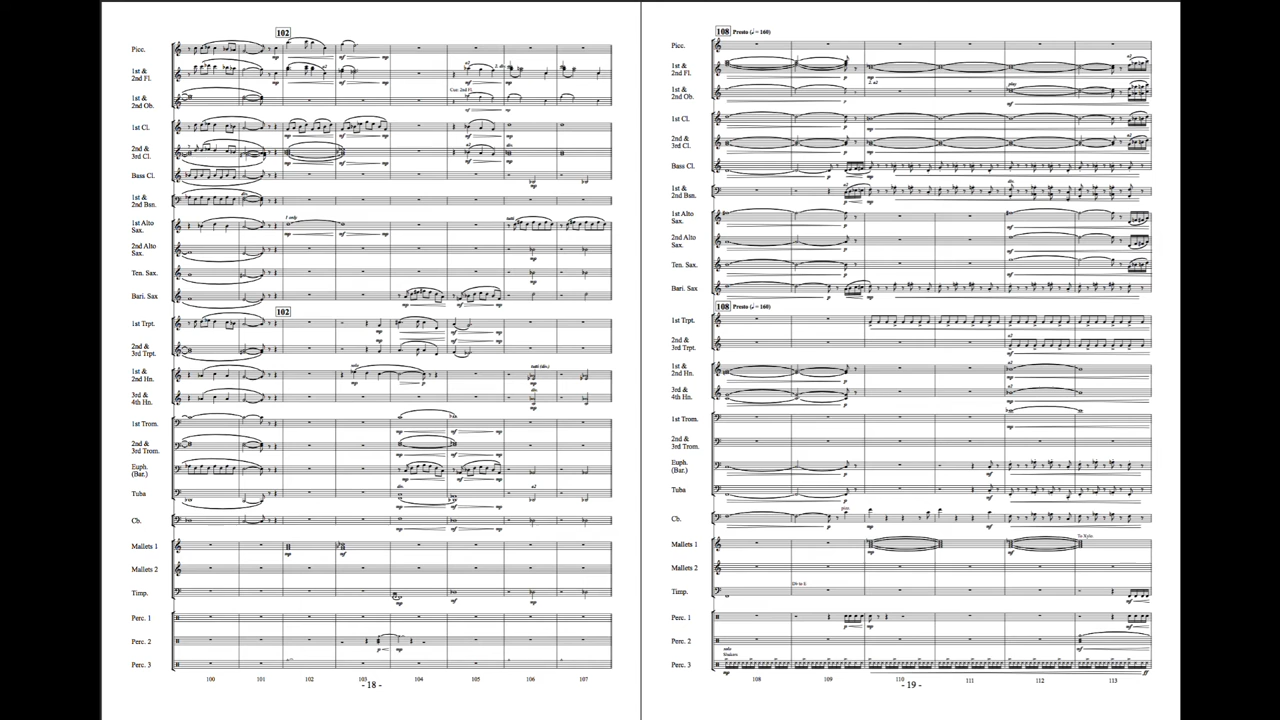 102
Picc.
1st &
2nd Fl.
1st &
2nd Ob.
1st Cl.
2nd &
3rd Cl.
Bass Cl.
1st &
2nd Bsn.
1st Alto
Sax.
2nd Alto
Sax.
Ten. Sax.
Bari. Sax
102
1st Trpt.
2nd &
3rd Trpt.
1st &
2nd Hn.
3rd &
4th Hn.
1st Trom.
2nd &
3rd Trom.
Euph.
(Bar.)
Tuba
Cb.
Mallets 1
Mallets 2
Timp.
Perc. 1
Perc. 2
Perc. 3
100 101 102 103 104 105 106 107
- 18 -
108 Presto (♩ = 160)
Picc.
1st &
2nd Fl.
1st &
2nd Ob.
1st Cl.
2nd &
3rd Cl.
Bass Cl.
1st &
2nd Bsn.
1st Alto
Sax.
2nd Alto
Sax.
Ten. Sax.
Bari. Sax
108 Presto (♩ = 160)
1st Trpt.
2nd &
3rd Trpt.
1st &
2nd Hn.
3rd &
4th Hn.
1st Trom.
2nd &
3rd Trom.
Euph.
(Bar.)
Tuba
Cb.
Mallets 1
To Xylo
Mallets 2
Timp.
Perc. 1
Perc. 2
solo
Shakers
Perc. 3
108 109 110 111 112 113
- 19 -